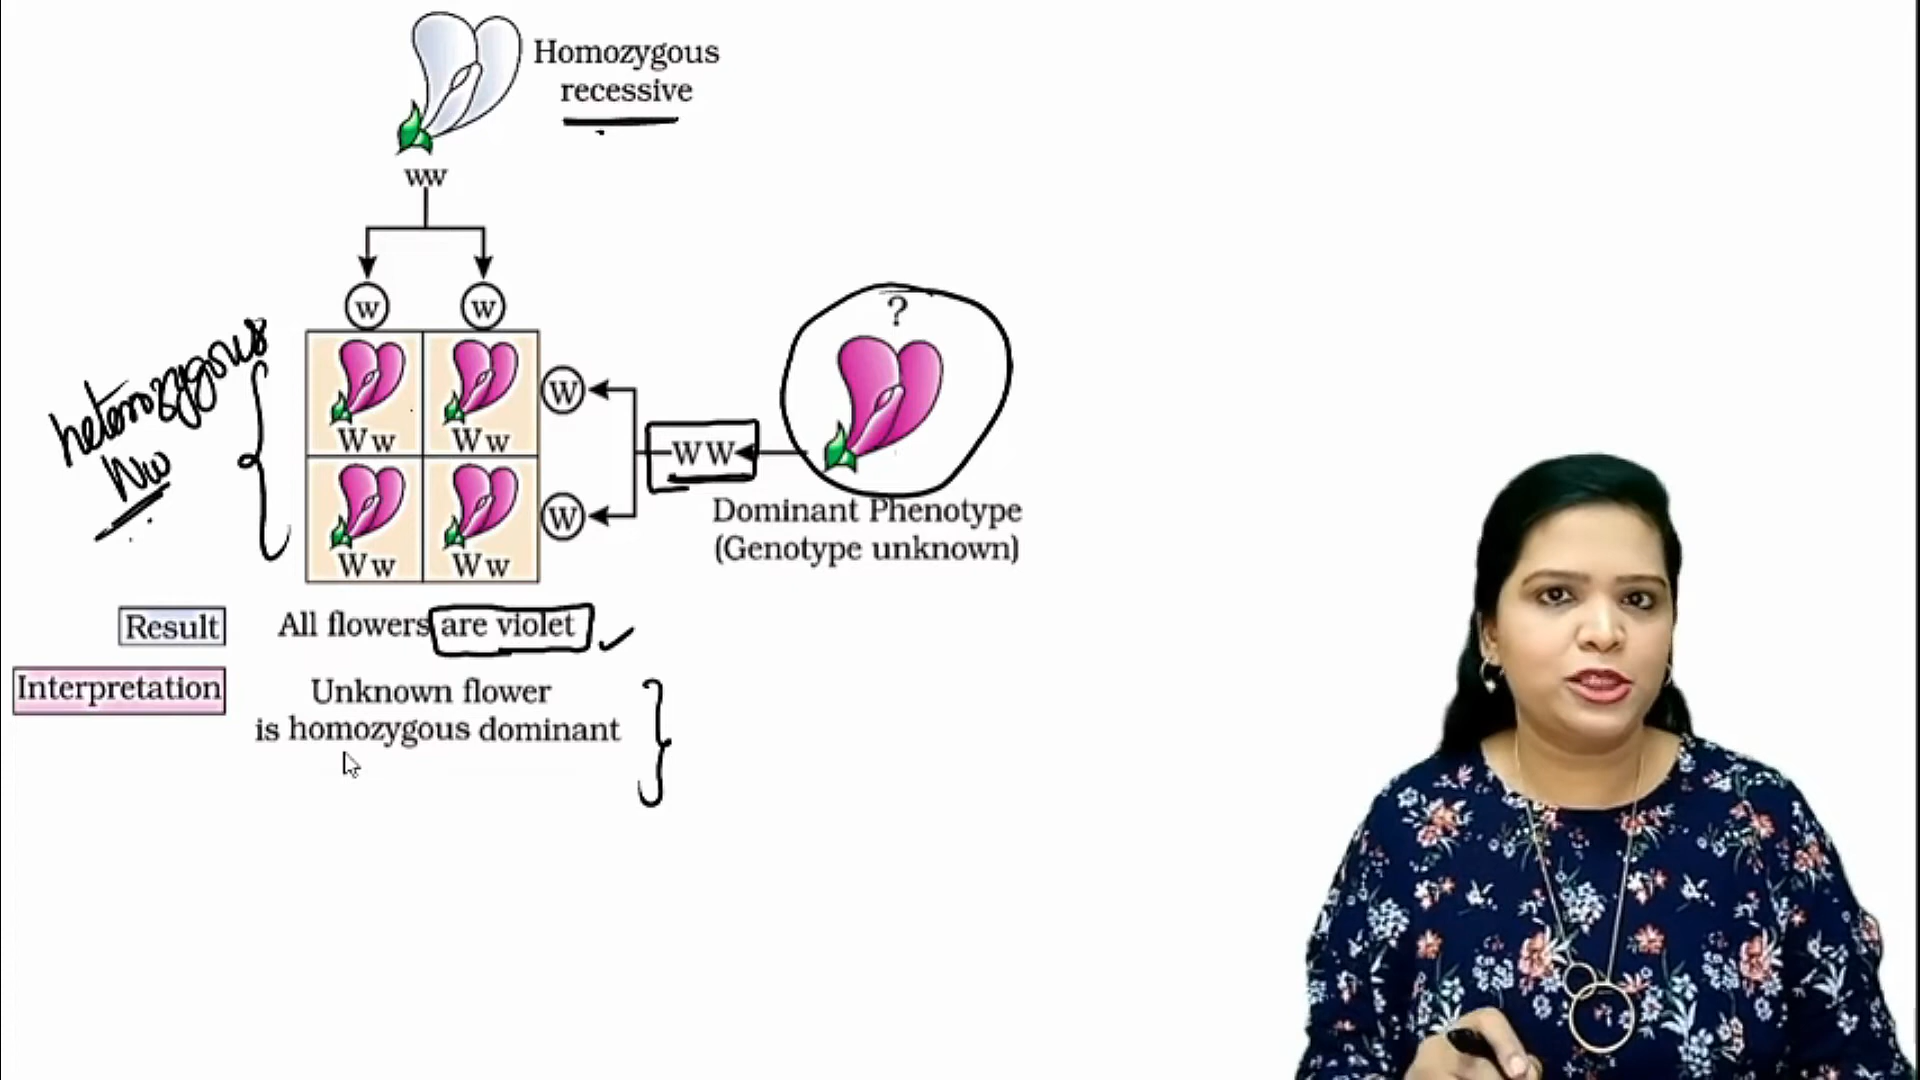 Homozygous
recessive
ww
w w
?
heterozygous
Ww
W
Ww Ww
WW
W
Ww Ww
Dominant Phenotype
(Genotype unknown)
Result All flowers are violet
Interpretation Unknown flower
is homozygous dominant